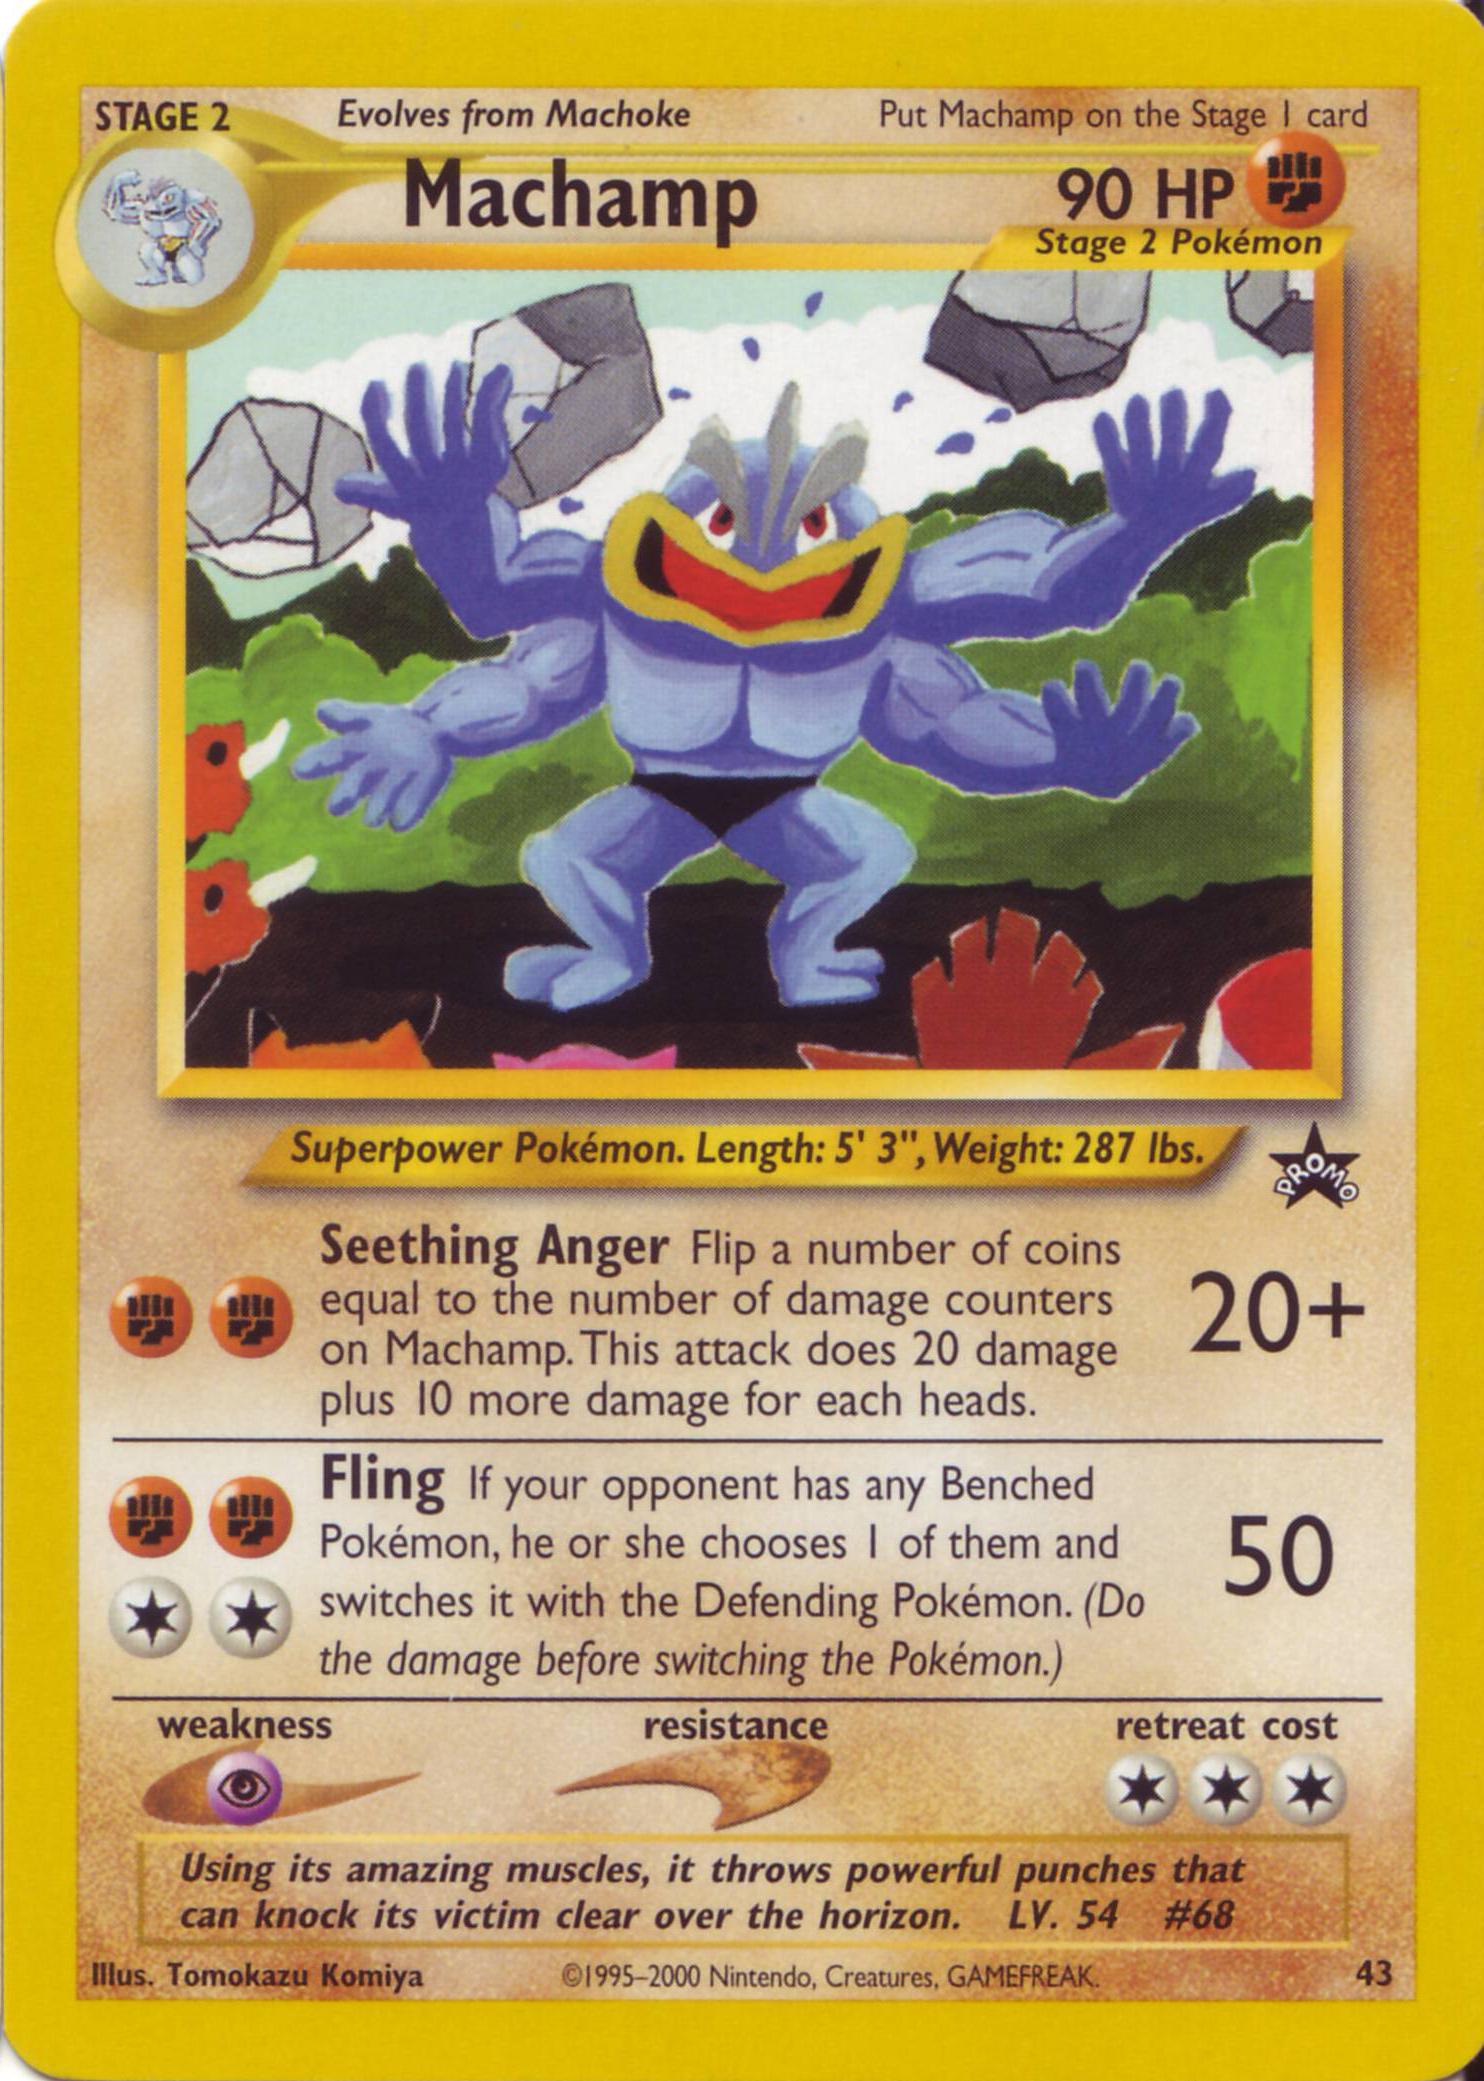 STAGE 2 Evolves from Machoke Put Machamp on the Stage 1 card
Machamp 90 HP
Stage 2 Pokémon
Superpower Pokémon. Length: 5' 3", Weight: 287 lbs.
PROMO
Seething Anger Flip a number of coins
equal to the number of damage counters
on Machamp. This attack does 20 damage
plus 10 more damage for each heads.
20+
Fling If your opponent has any Benched
Pokémon, he or she chooses 1 of them and
switches it with the Defending Pokémon. (Do
the damage before switching the Pokémon.)
50
weakness resistance retreat cost
Using its amazing muscles, it throws powerful punches that
can knock its victim clear over the horizon. LV. 54 #68
Illus. Tomokazu Komiya ©1995–2000 Nintendo, Creatures, GAMEFREAK. 43